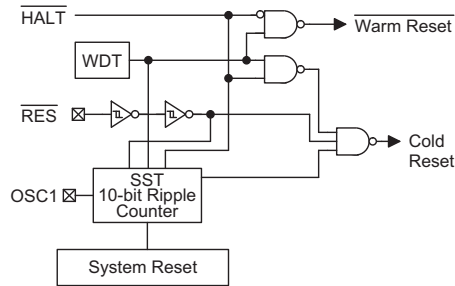 HALT
Warm Reset
WDT
RES
Cold
Reset
SST
10-bit Ripple
Counter
OSC1
System Reset